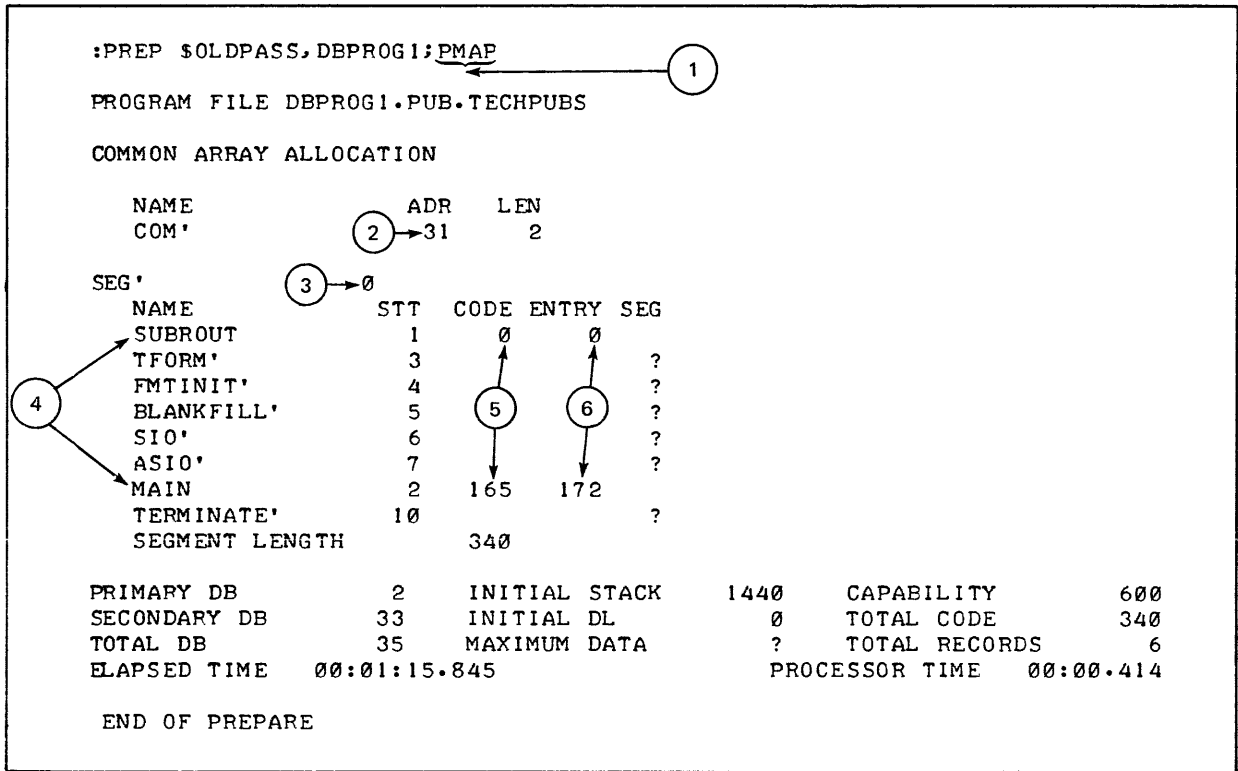 :PREP $OLDPASS,DBPROG1;PMAP
1
PROGRAM FILE DBPROG1.PUB.TECHPUBS
COMMON ARRAY ALLOCATION
NAME ADR LEN
COM' 2 31 2
SEG' 3 0
NAME STT CODE ENTRY SEG
SUBROUT 1 0 0
TFORM' 3 ?
FMTINIT' 4 ?
4 BLANKFILL' 5 5 6 ?
SIO' 6 ?
ASIO' 7 ?
MAIN 2 165 172
TERMINATE' 10 ?
SEGMENT LENGTH 340
PRIMARY DB 2 INITIAL STACK 1440 CAPABILITY 600
SECONDARY DB 33 INITIAL DL 0 TOTAL CODE 340
TOTAL DB 35 MAXIMUM DATA ? TOTAL RECORDS 6
ELAPSED TIME 00:01:15.845 PROCESSOR TIME 00:00.414
END OF PREPARE